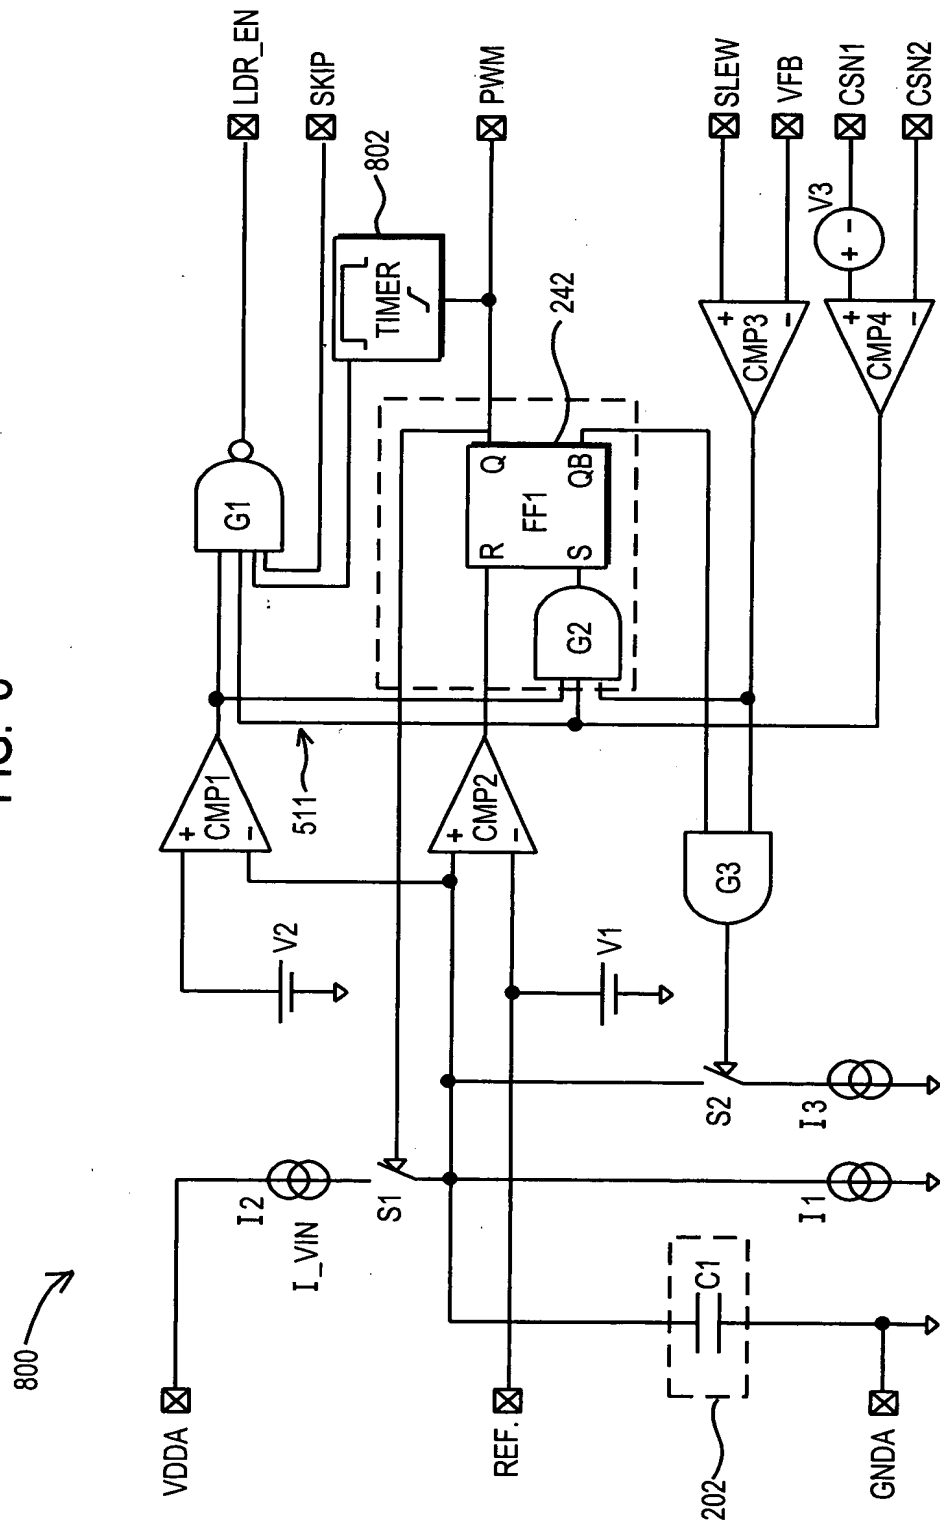 FIG.
800
VDDA
REF.
GNDA
202
C1
I2
I_VIN
S1
I1
S2
I3
V2
V1
CMP1
+
−
CMP2
+
−
511
G3
G1
G2
FF1
R
S
Q
QB
242
TIMER
802
CMP3
+
−
CMP4
+
−
V3
+ −
LDR_EN
SKIP
PWM
SLEW
VFB
CSN1
CSN2